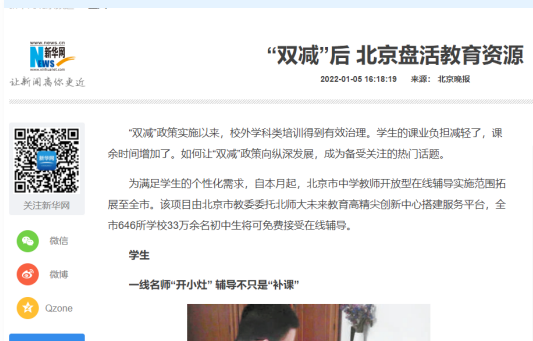 www.news.cn
新华网
NEWS
www.xinhuanet.com
让新闻离你更近
“双减”后 北京盘活教育资源
2022-01-05 16:18:19 来源： 北京晚报
“双减”政策实施以来，校外学科类培训得到有效治理。学生的课业负担减轻了，课
余时间增加了。如何让“双减”政策向纵深发展，成为备受关注的热门话题。
为满足学生的个性化需求，自本月起，北京市中学教师开放型在线辅导实施范围拓
展至全市。该项目由北京市教委委托北师大未来教育高精尖创新中心搭建服务平台，全
市646所学校33万余名初中生将可免费接受在线辅导。
新华网
关注新华网
微信
微博
Qzone
学生
一线名师“开小灶” 辅导不只是“补课”